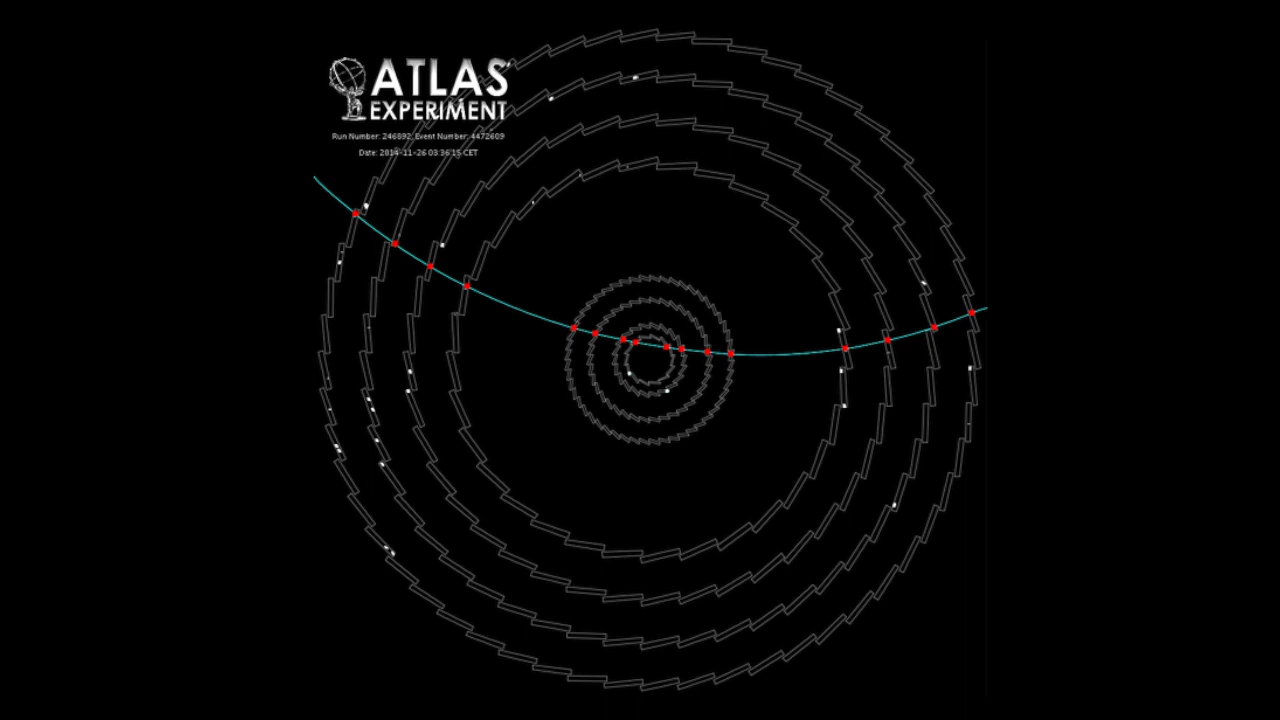 ATLAS
EXPERIMENT
Run Number: 246892, Event Number: 4472609
Date: 2014-11-26 03:36:15 CET